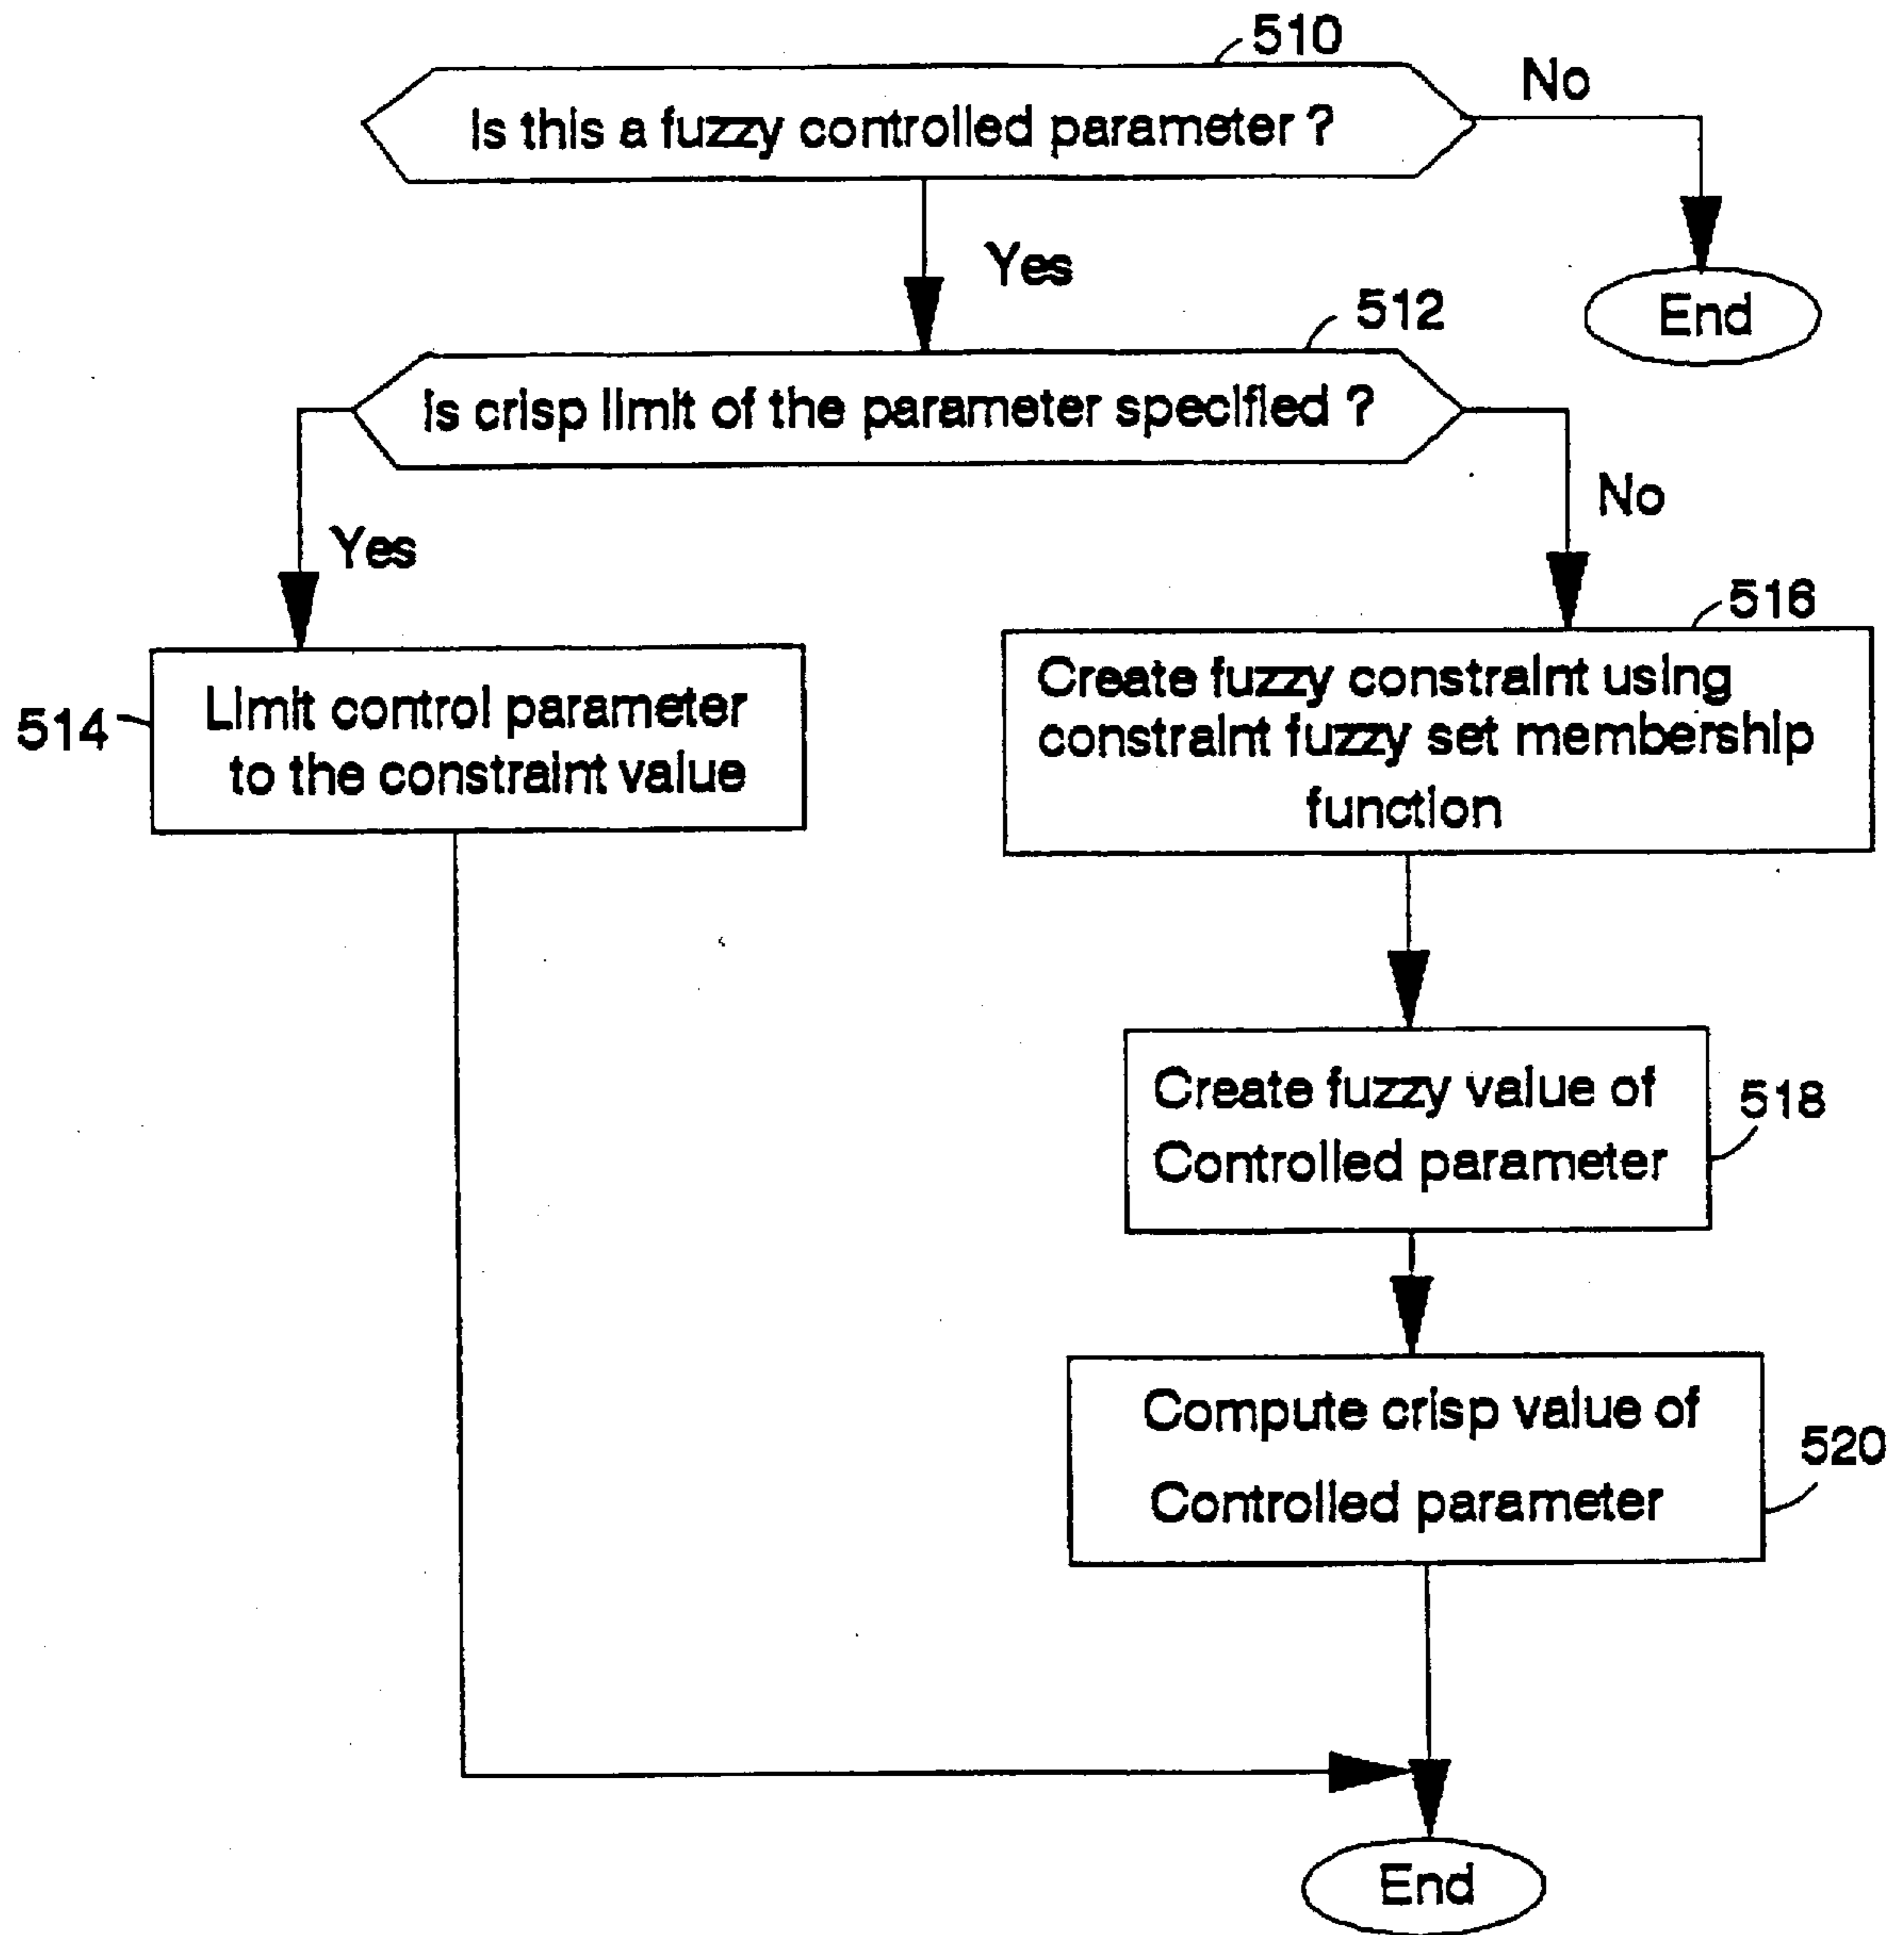 510
Is this a fuzzy controlled parameter ?
No
End
Yes
512
Is crisp limit of the parameter specified ?
Yes
No
514
Limit control parameter
to the constraint value
516
Create fuzzy constraint using
constraint fuzzy set membership
function
Create fuzzy value of
Controlled parameter
518
Compute crisp value of
Controlled parameter
520
End